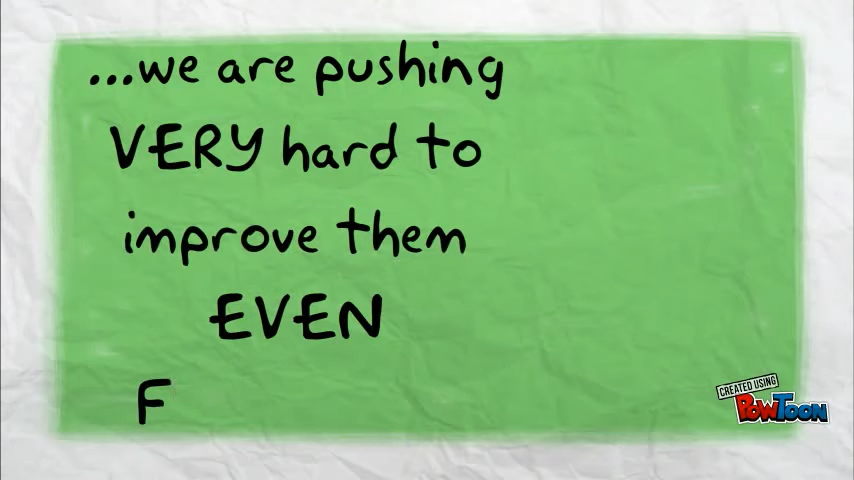 ...we are pushing
VERY hard to
improve them
EVEN
F
CREATED USING
POWTOON